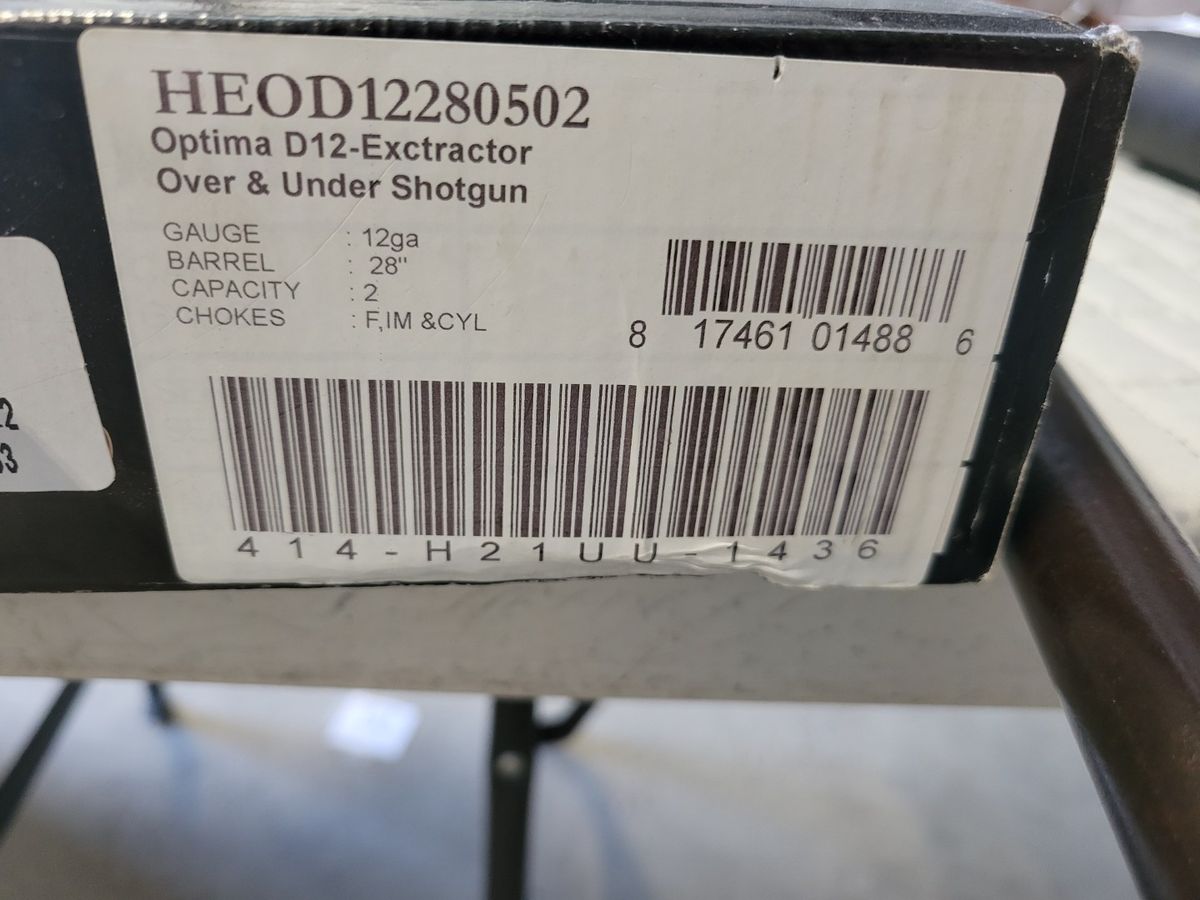 HEOD12280502
Optima D12-Exctractor
Over & Under Shotgun
GAUGE : 12ga
BARREL : 28"
CAPACITY : 2
CHOKES : F,IM &CYL
8 17461 01488 6
414-H21UU-1436